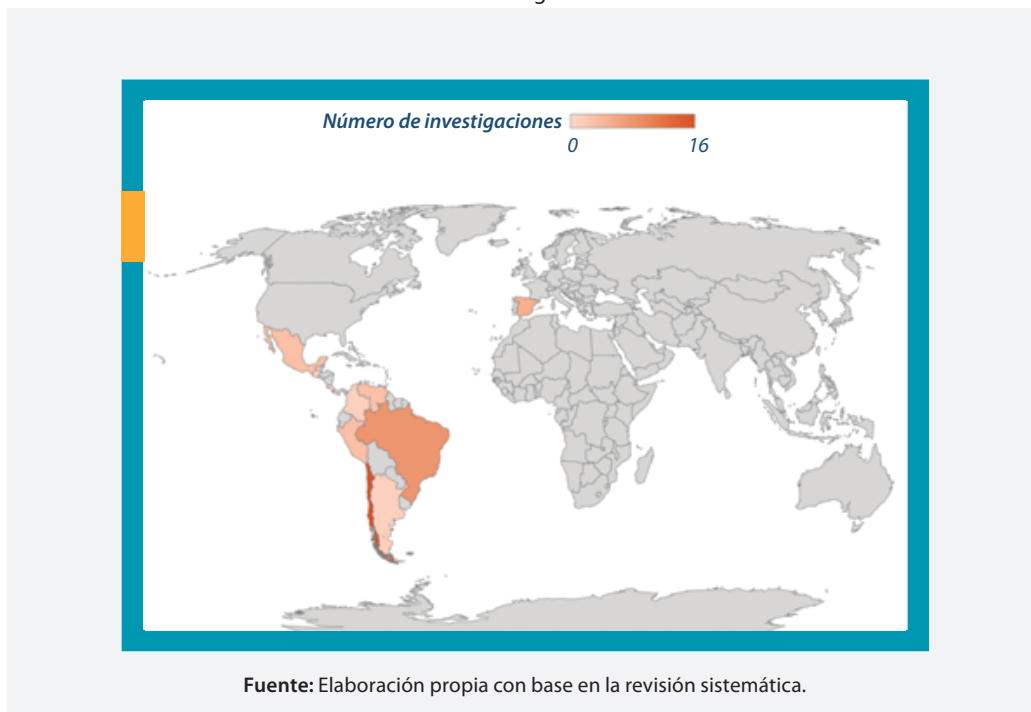 Número de investigaciones
0 16
Fuente: Elaboración propia con base en la revisión sistemática.